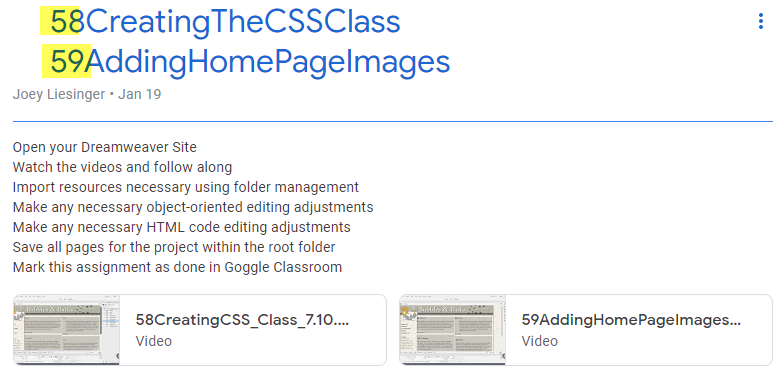 58CreatingTheCSSClass
59AddingHomePageImages
Joey Liesinger • Jan 19
Open your Dreamweaver Site
Watch the videos and follow along
Import resources necessary using folder management
Make any necessary object-oriented editing adjustments
Make any necessary HTML code editing adjustments
Save all pages for the project within the root folder
Mark this assignment as done in Goggle Classroom
58CreatingCSS_Class_7.10....
Video
59AddingHomePageImages...
Video